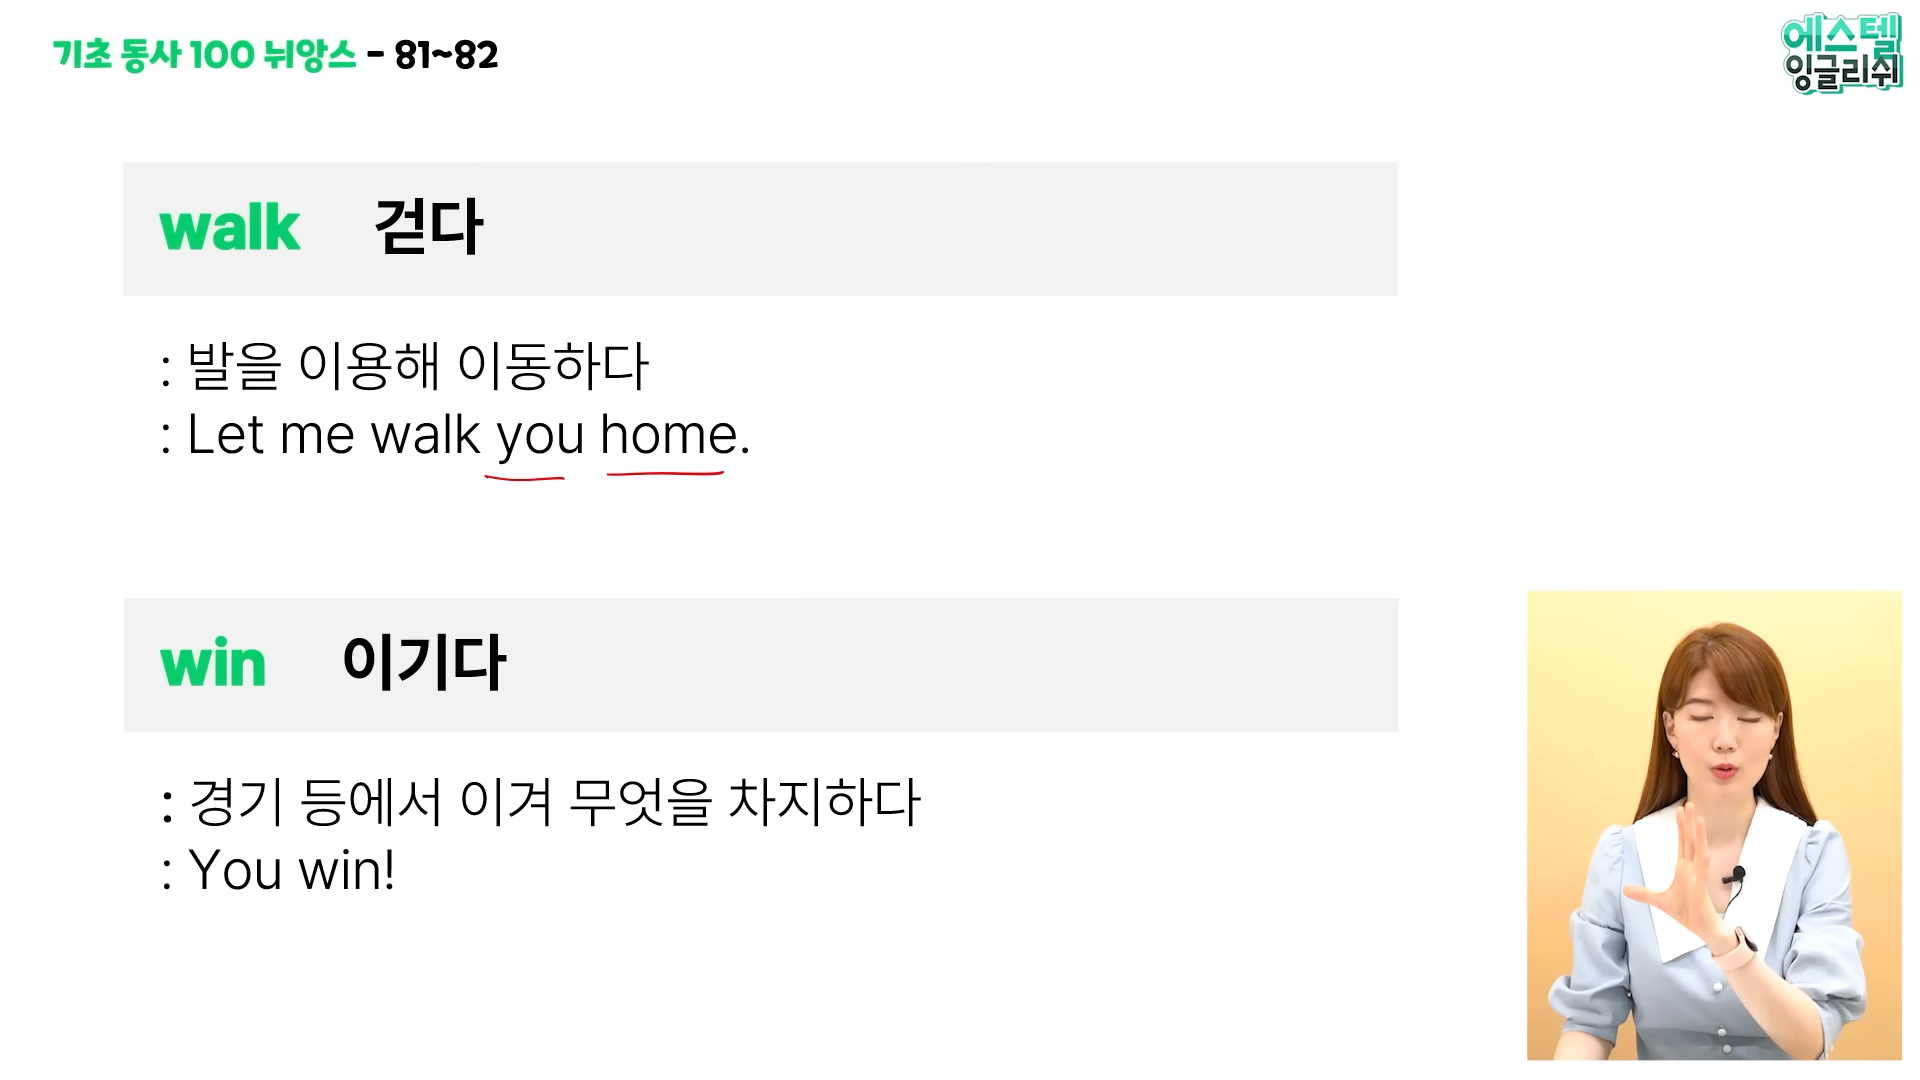 기초 동사 100 뉘앙스 - 81~82
에스텔
잉글리쉬
walk 걷다
: 발을 이용해 이동하다
: Let me walk you home.
win 이기다
: 경기 등에서 이겨 무엇을 차지하다
: You win!